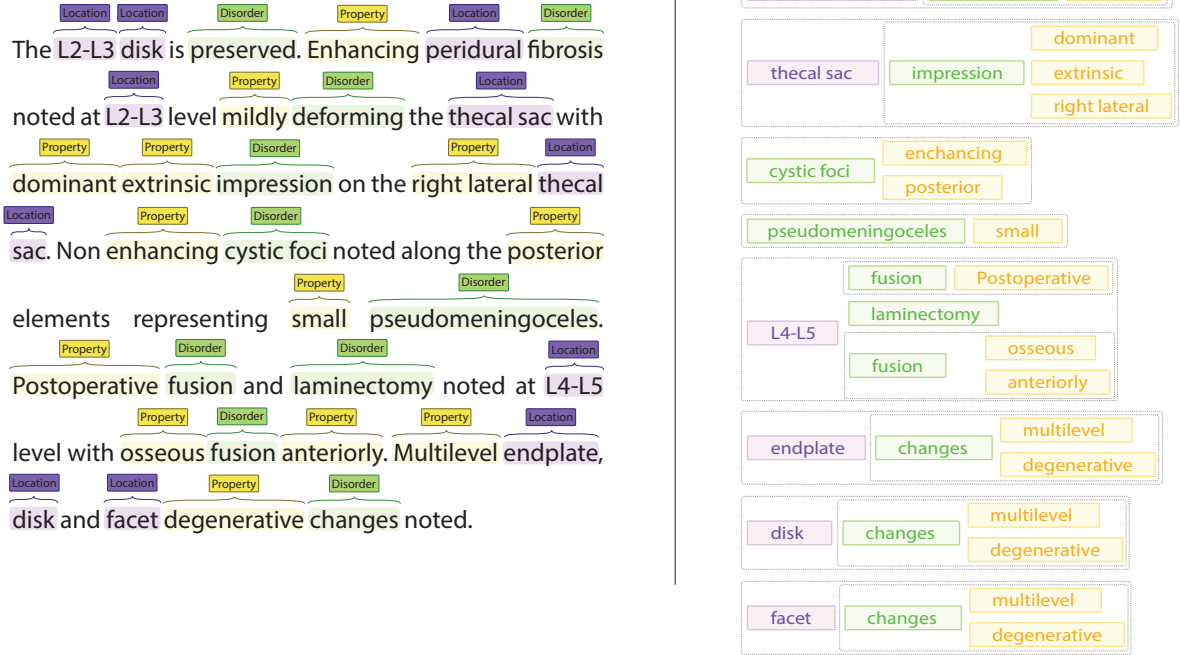 Location Location Disorder Property Location Disorder
The L2-L3 disk is preserved. Enhancing peridural fibrosis
Location Property Disorder Location
noted at L2-L3 level mildly deforming the thecal sac with
Property Property Disorder Property Location
dominant extrinsic impression on the right lateral thecal
Location Property Disorder Property
sac. Non enhancing cystic foci noted along the posterior
Property Disorder
elements representing small pseudomeningoceles.
Property Disorder Disorder Location
Postoperative fusion and laminectomy noted at L4-L5
Property Disorder Property Property Location
level with osseous fusion anteriorly. Multilevel endplate,
Location Location Property Disorder
disk and facet degenerative changes noted.
dominant
thecal sac impression extrinsic
right lateral
enchancing
cystic foci
posterior
pseudomeningoceles small
fusion Postoperative
laminectomy
L4-L5
osseous
fusion
anteriorly
multilevel
endplate changes
degenerative
multilevel
disk changes
degenerative
multilevel
facet changes
degenerative